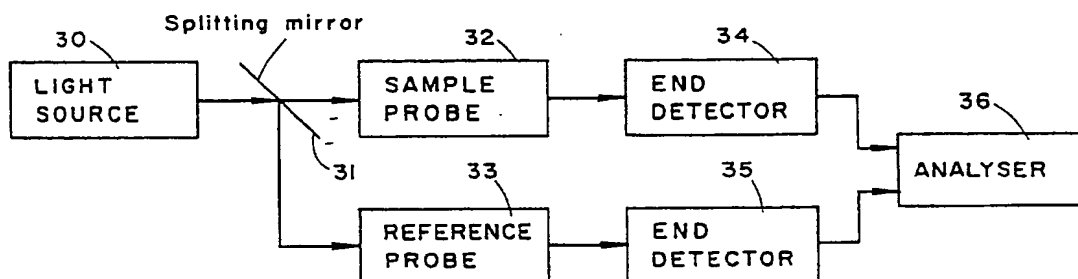 Splitting mirror
30
LIGHT
SOURCE
31
32
SAMPLE
PROBE
34
END
DETECTOR
33
REFERENCE
PROBE
35
END
DETECTOR
36
ANALYSER